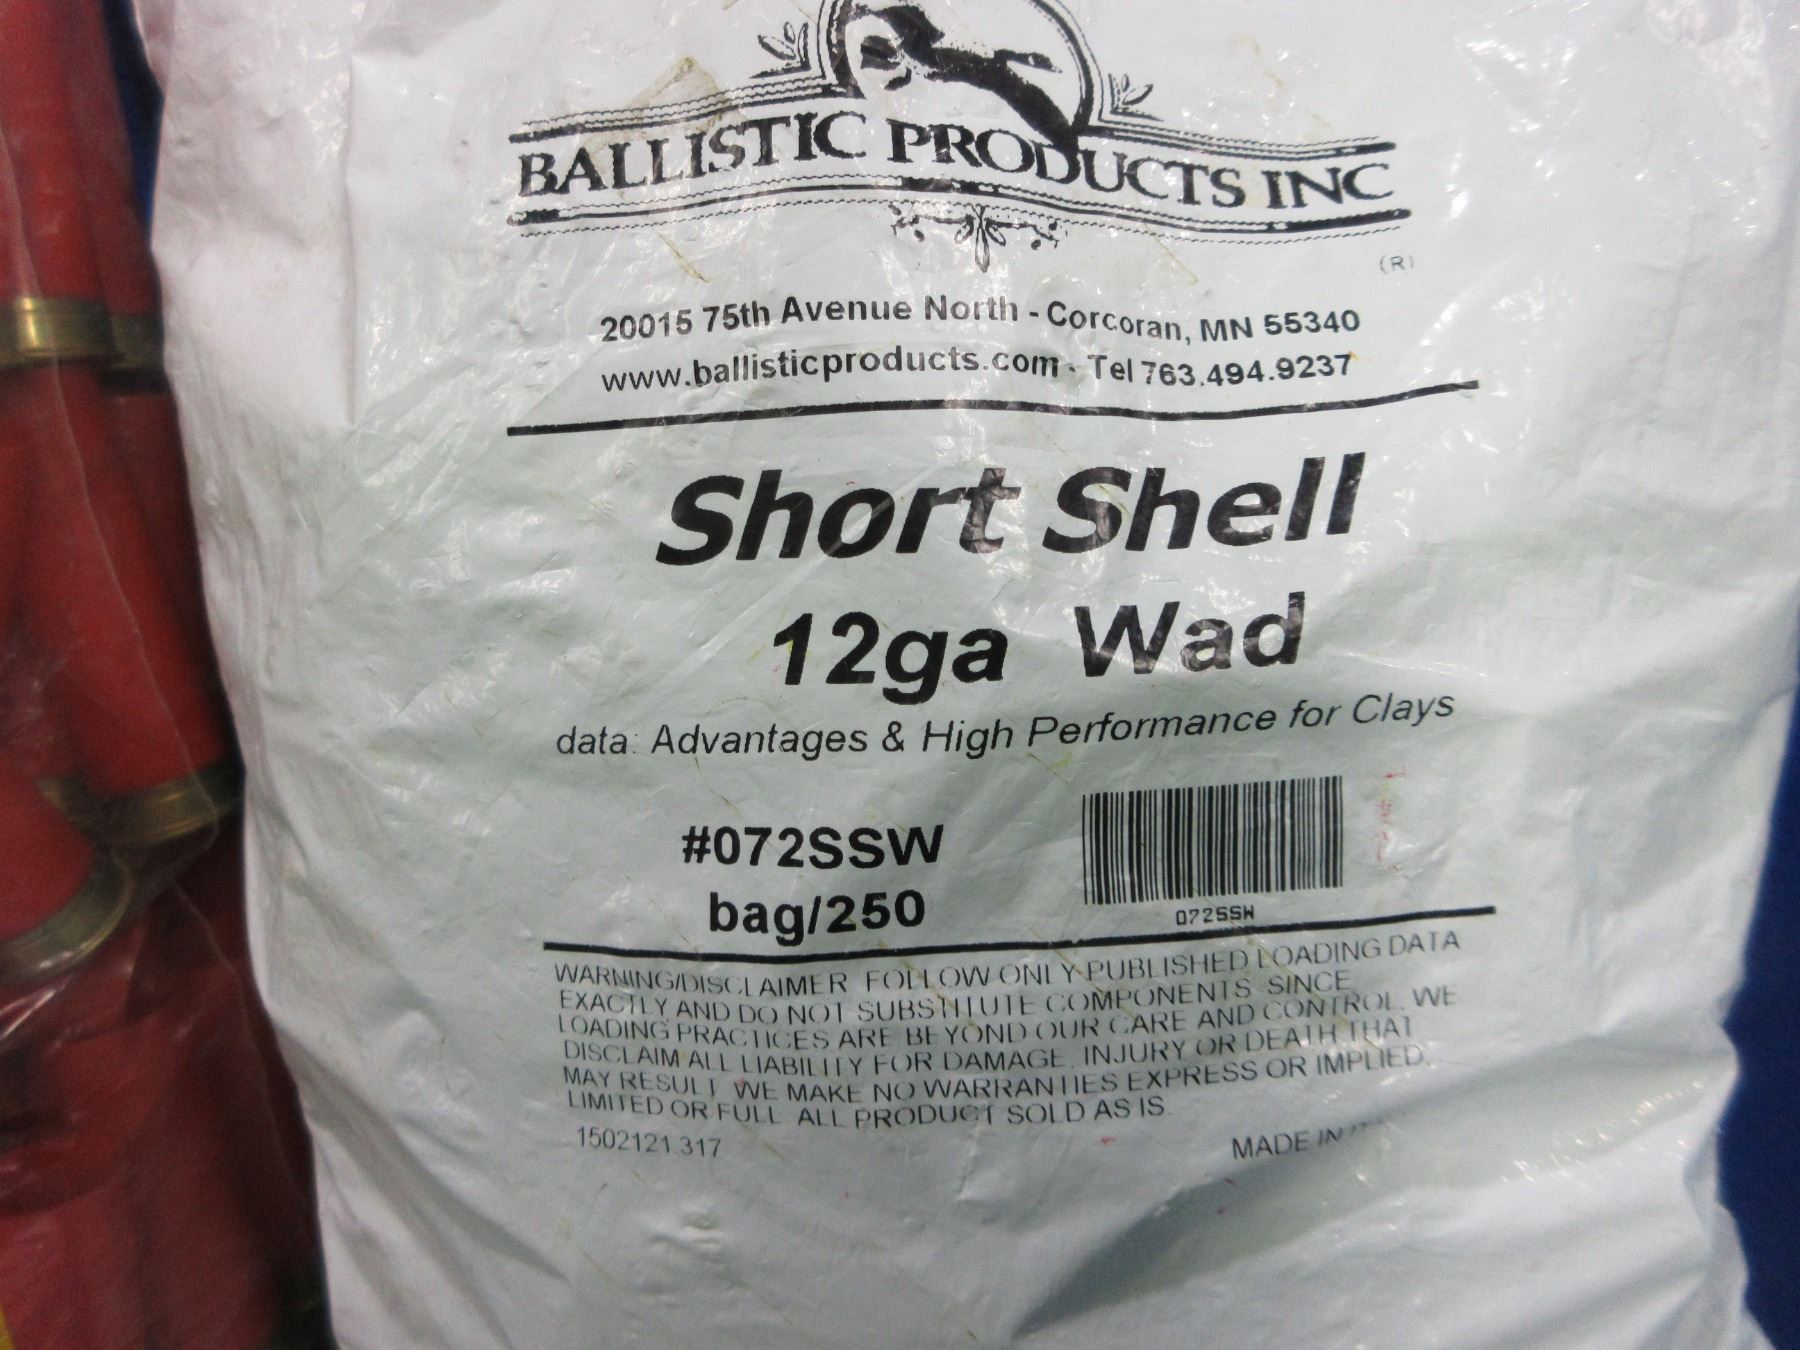 BALLISTIC PRODUCTS INC
(R)
20015 75th Avenue North - Corcoran, MN 55340
www.ballisticproducts.com - Tel 763.494.9237
Short Shell
12ga Wad
data: Advantages & High Performance for Clays
#072SSW
bag/250
072SSW
WARNING/DISCLAIMER FOLLOW ONLY PUBLISHED LOADING DATA
EXACTLY AND DO NOT SUBSTITUTE COMPONENTS SINCE
LOADING PRACTICES ARE BEYOND OUR CARE AND CONTROL. WE
DISCLAIM ALL LIABILITY FOR DAMAGE, INJURY OR DEATH THAT
MAY RESULT WE MAKE NO WARRANTIES EXPRESS OR IMPLIED,
LIMITED OR FULL ALL PRODUCT SOLD AS IS.
1502121.317
MADE IN